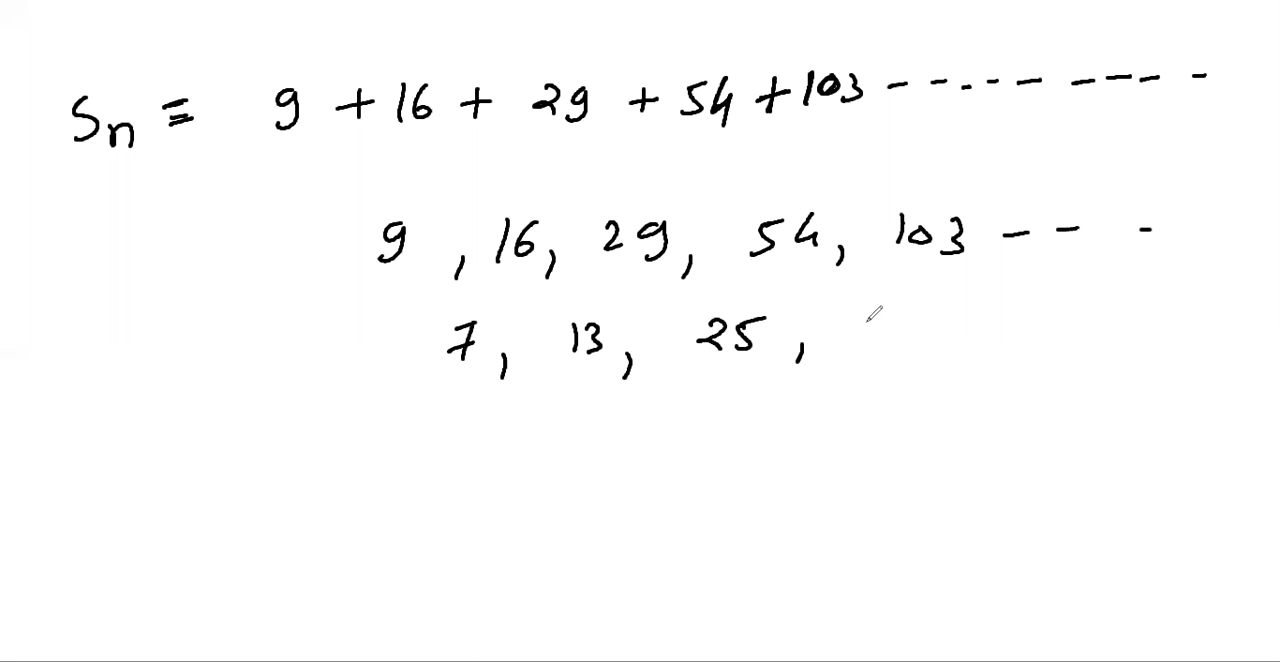 Sn = 9 + 16 + 29 + 54 + 103 ---------
9, 16, 29, 54, 103 ---
7, 13, 25,